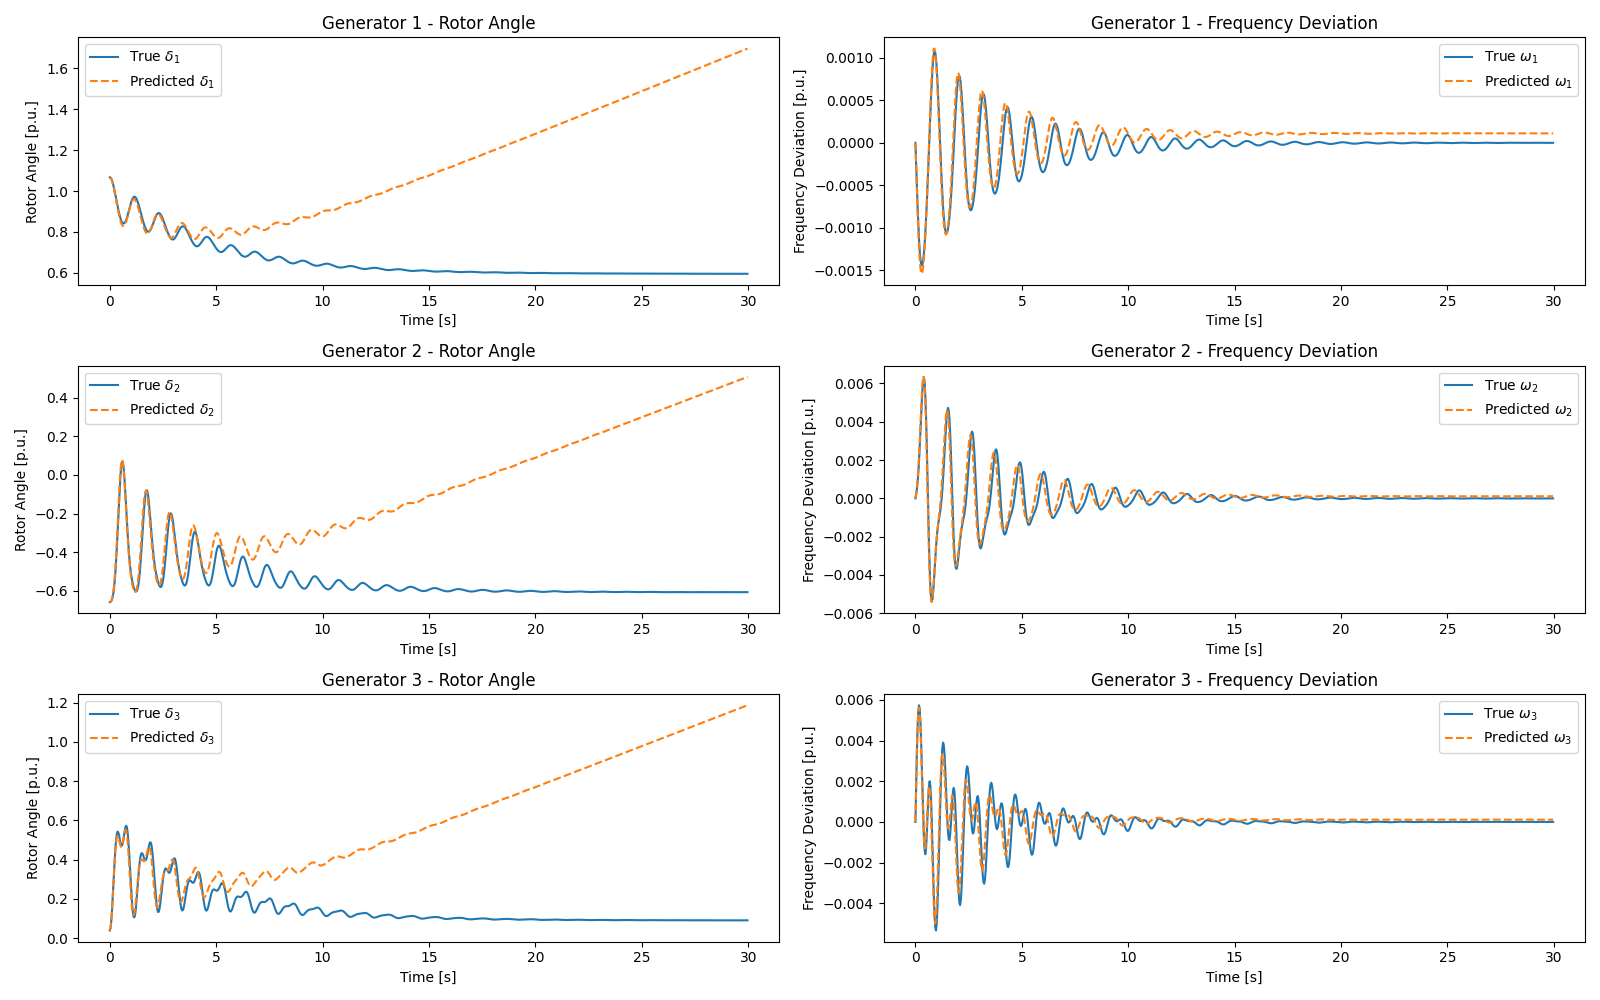 Generator 1 - Rotor Angle
Rotor Angle [p.u.]
1.6
1.4
1.2
1.0
0.8
0.6
True δ₁
Predicted δ₁
0 5 10 15 20 25 30
Time [s]
Generator 1 - Frequency Deviation
Frequency Deviation [p.u.]
0.0010
0.0005
0.0000
−0.0005
−0.0010
−0.0015
True ω₁
Predicted ω₁
0 5 10 15 20 25 30
Time [s]
Generator 2 - Rotor Angle
Rotor Angle [p.u.]
0.4
0.2
0.0
−0.2
−0.4
−0.6
True δ₂
Predicted δ₂
0 5 10 15 20 25 30
Time [s]
Generator 2 - Frequency Deviation
Frequency Deviation [p.u.]
0.006
0.004
0.002
0.000
−0.002
−0.004
−0.006
True ω₂
Predicted ω₂
0 5 10 15 20 25 30
Time [s]
Generator 3 - Rotor Angle
Rotor Angle [p.u.]
1.2
1.0
0.8
0.6
0.4
0.2
0.0
True δ₃
Predicted δ₃
0 5 10 15 20 25 30
Time [s]
Generator 3 - Frequency Deviation
Frequency Deviation [p.u.]
0.006
0.004
0.002
0.000
−0.002
−0.004
True ω₃
Predicted ω₃
0 5 10 15 20 25 30
Time [s]